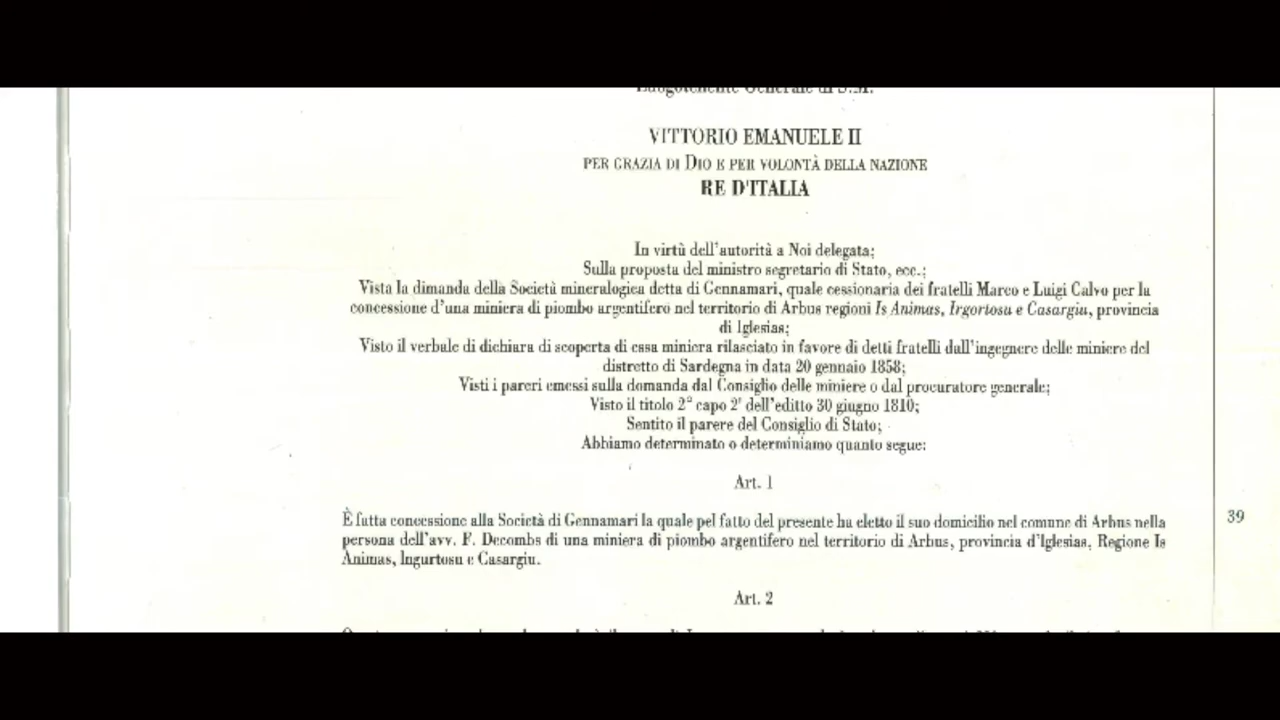 Luogotenente Generale di S.M.
VITTORIO EMANUELE II
PER GRAZIA DI DIO E PER VOLONTÀ DELLA NAZIONE
RE D'ITALIA
In virtù dell'autorità a Noi delegata;
Sulla proposta del ministro segretario di Stato, ecc.;
Vista la dimanda della Società mineralogica detta di Gennamari, quale cessionaria dei fratelli Marco e Luigi Calvo per la
concessione d'una miniera di piombo argentifero nel territorio di Arbus regioni Is Animas, Irgortosu e Casargiu, provincia
di Iglesias;
Visto il verbale di dichiara di scoperta di essa miniera rilasciato in favore di detti fratelli dall'ingegnere delle miniere del
distretto di Sardegna in data 20 gennaio 1858;
Visti i pareri emessi sulla domanda dal Consiglio delle miniere o dal procuratore generale;
Visto il titolo 2° capo 2° dell'editto 30 giugno 1810;
Sentito il parere del Consiglio di Stato;
Abbiamo determinato o determiniamo quanto segue:
Art. 1
È fatta concessione alla Società di Gennamari la quale pel fatto del presente ha eletto il suo domicilio nel comune di Arbus nella
persona dell'avv. F. Decombs di una miniera di piombo argentifero nel territorio di Arbus, provincia d'Iglesias, Regione Is
Animas, Ingurtosu e Casargiu.
39
Art. 2